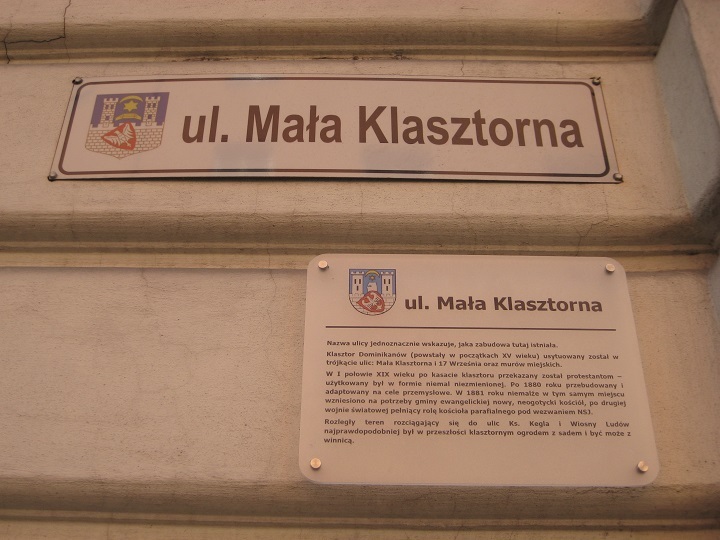 ul. Mała Klasztorna
ul. Mała Klasztorna
Nazwa ulicy jednoznacznie wskazuje, jaka zabudowa tutaj istniała.
Klasztor Dominikanów (powstały w początkach XV wieku) usytuowany został w
trójkącie ulic: Mała Klasztorna i 17 Września oraz murów miejskich.
W I połowie XIX wieku po kasacie klasztoru przekazany został protestantom –
użytkowany był w formie niemal niezmienionej. Po 1880 roku przebudowany i
adaptowany na cele przemysłowe. W 1881 roku niemalże w tym samym miejscu
wzniesiono na potrzeby gminy ewangelickiej nowy, neogotycki kościół, po drugiej
wojnie światowej pełniący rolę kościoła parafialnego pod wezwaniem NSJ.
Rozległy teren rozciągający się do ulic Ks. Kegla i Wiosny Ludów
najprawdopodobniej był w przeszłości klasztornym ogrodem z sadem i być może z
winnicą.